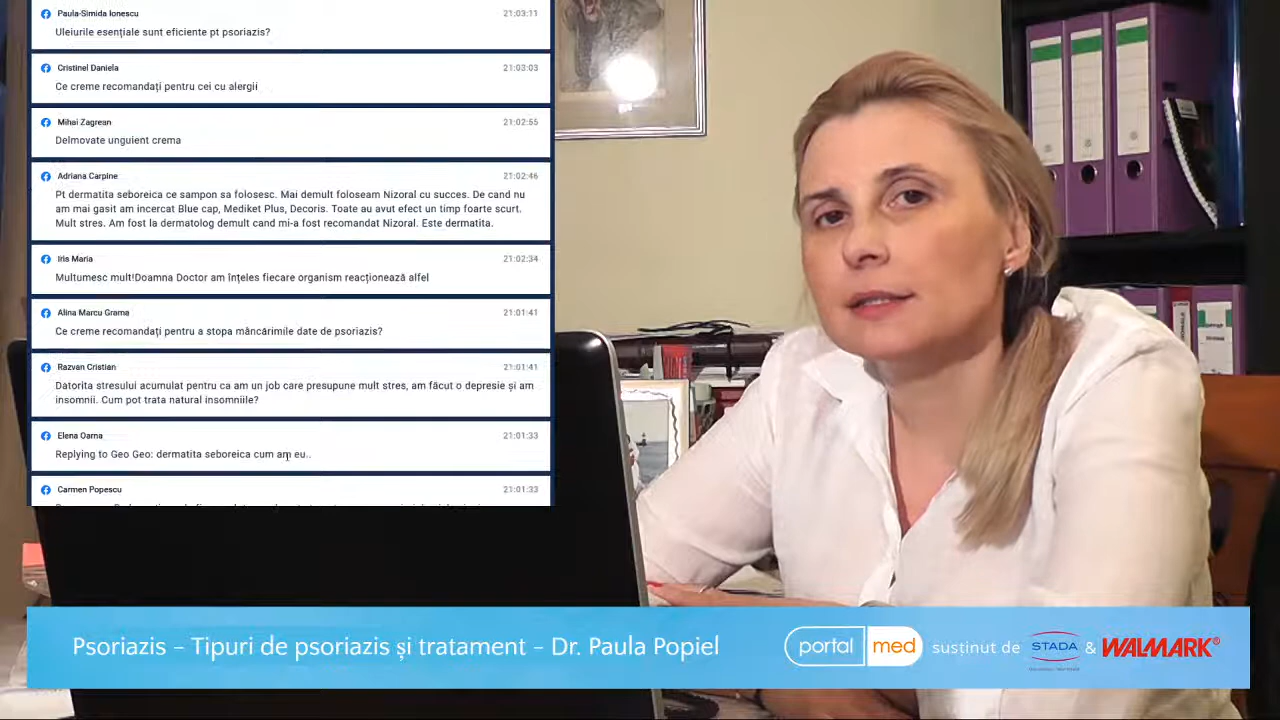 Paula-Simida Ionescu 21:03:11
Uleiurile esențiale sunt eficiente pt psoriazis?
Cristinel Daniela 21:03:03
Ce creme recomandați pentru cei cu alergii
Mihai Zagrean 21:02:55
Delmovate unguient crema
Adriana Carpine 21:02:46
Pt dermatita seboreica ce sampon sa folosesc. Mai demult foloseam Nizoral cu succes. De cand nu
am mai gasit am incercat Blue cap, Mediket Plus, Decoris. Toate au avut efect un timp foarte scurt.
Mult stres. Am fost la dermatolog demult cand mi-a fost recomandat Nizoral. Este dermatita.
Iris Maria 21:02:34
Multumesc mult!Doamna Doctor am înțeles fiecare organism reacționează alfel
Alina Marcu Grama 21:01:41
Ce creme recomandați pentru a stopa mâncărimile date de psoriazis?
Razvan Cristian 21:01:41
Datorita stresului acumulat pentru ca am un job care presupune mult stres, am făcut o depresie și am
insomnii. Cum pot trata natural insomniile?
Elena Oarna 21:01:33
Replying to Geo Geo: dermatita seboreica cum am eu..
Carmen Popescu 21:01:33
Psoriazis – Tipuri de psoriazis și tratament – Dr. Paula Popiel
portal med susținut de STADA & WALMARK®